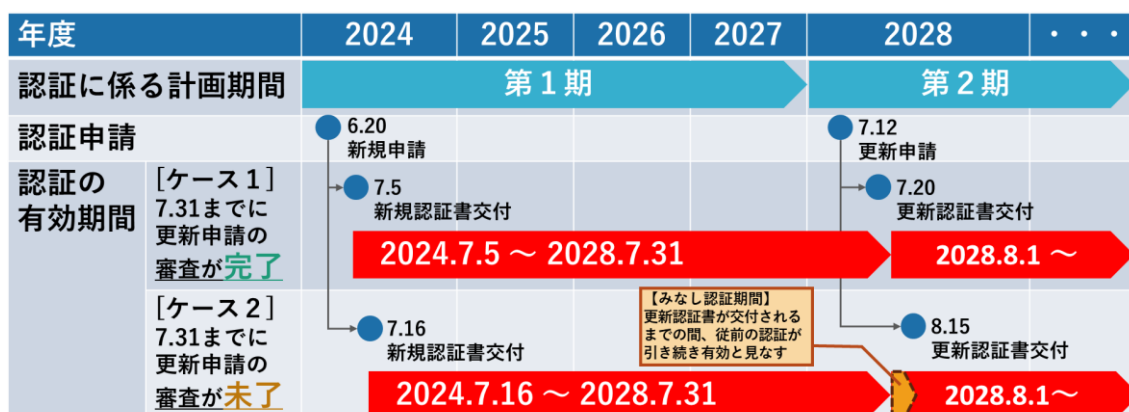 年度 2024 2025 2026 2027 2028 ・・・
認証に係る計画期間 第1期 第2期
認証申請
6.20
新規申請
7.12
更新申請
認証の
有効期間
[ケース1]
7.31までに
更新申請の
審査が完了
7.5
新規認証書交付
7.20
更新認証書交付
2024.7.5 ～ 2028.7.31
2028.8.1 ～
[ケース2]
7.31までに
更新申請の
審査が未了
7.16
新規認証書交付
【みなし認証期間】
更新認証書が交付される
までの間、従前の認証が
引き続き有効と見なす
8.15
更新認証書交付
2024.7.16 ～ 2028.7.31
2028.8.1～